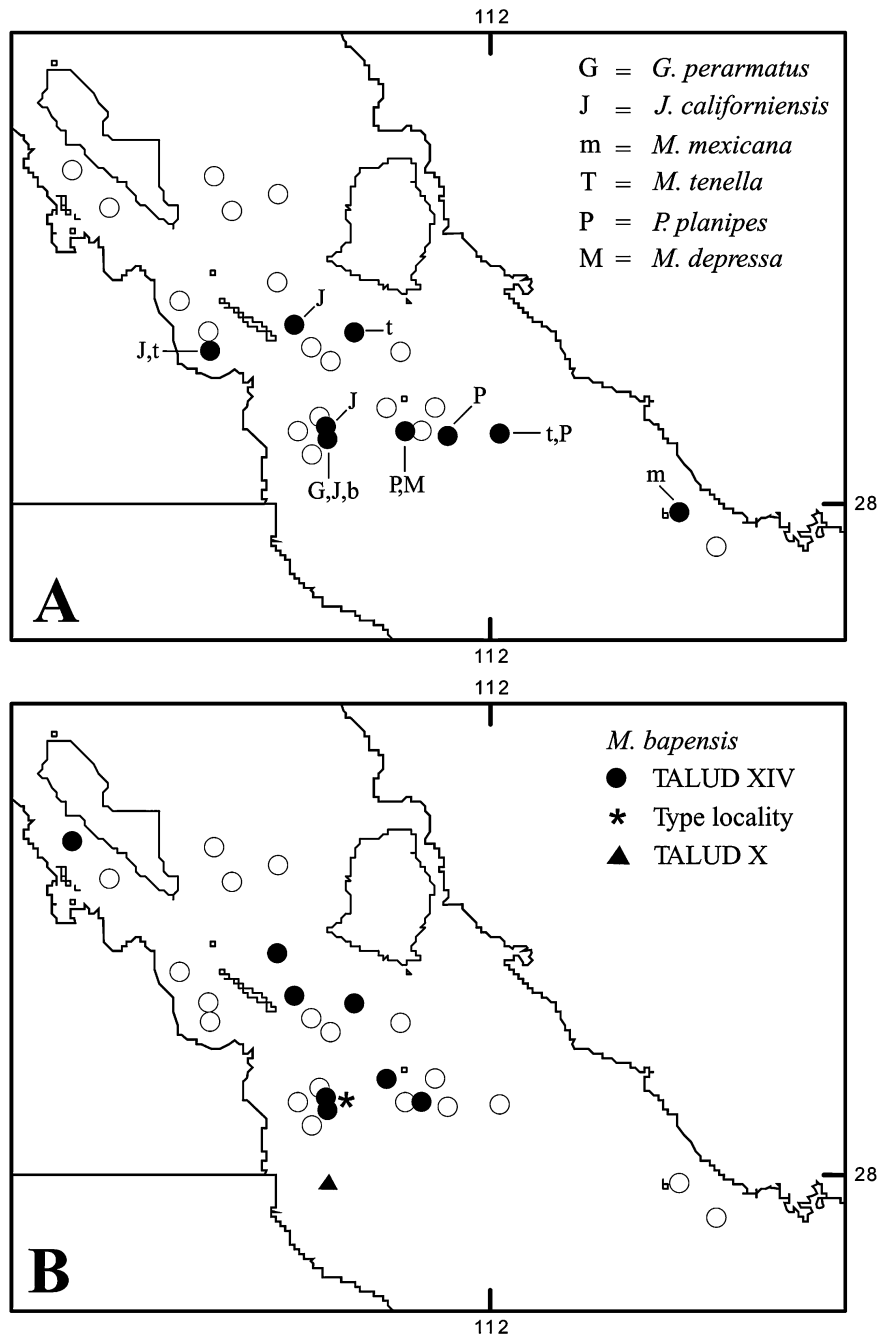 112
G = G. perarmatus
J = J. californiensis
m = M. mexicana
T = M. tenella
P = P. planipes
M = M. depressa
J
t
J,t
J
P
t,P
G,J,b
P,M
m
28
A
112
112
M. bapensis
TALUD XIV
* Type locality
TALUD X
*
28
B
112